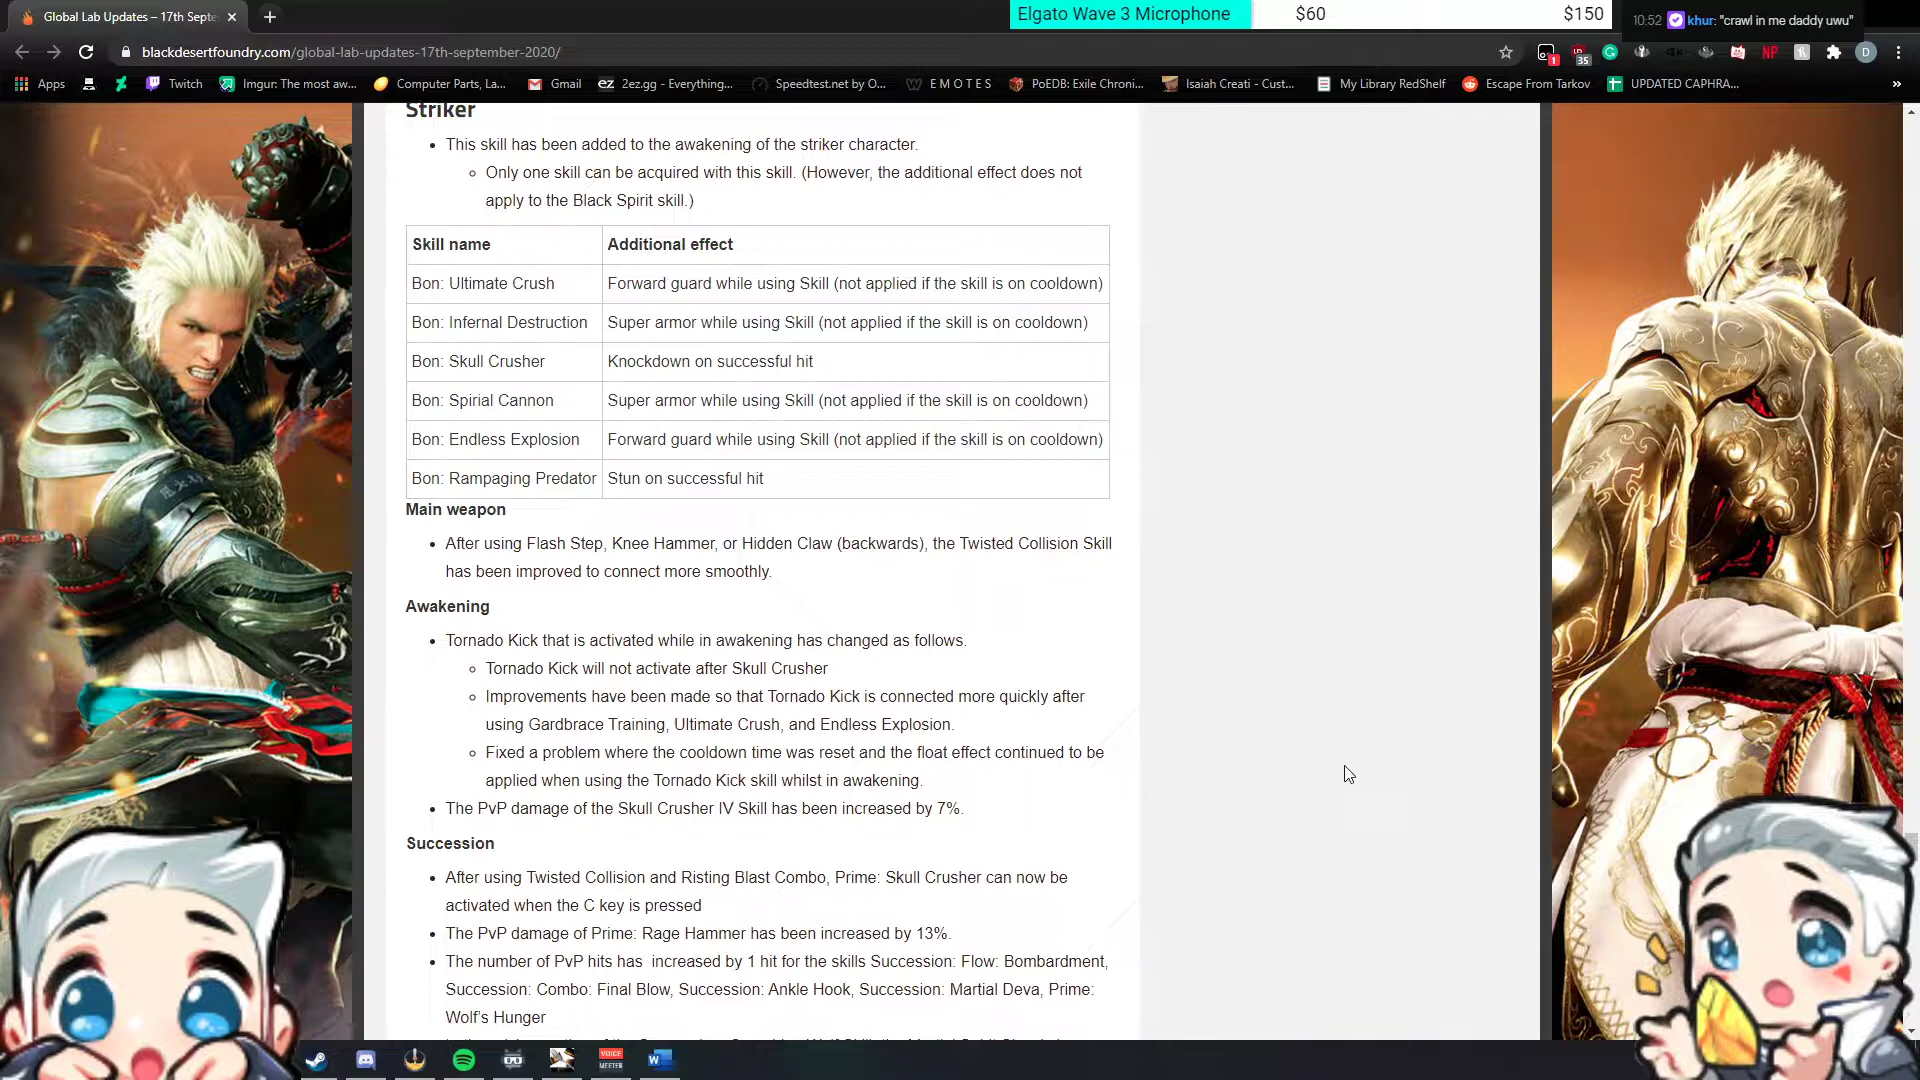 Global Lab Updates – 17th Septe
Elgato Wave 3 Microphone $60 $150
10:52 khur: "crawl in me daddy uwu"
blackdesertfoundry.com/global-lab-updates-17th-september-2020/
1 35 NP D
Apps Twitch Imgur: The most aw... Computer Parts, La... Gmail ez 2ez.gg - Everything... Speedtest.net by O... E M O T E S PoEDB: Exile Chroni... Isaiah Creati - Cust... My Library RedShelf Escape From Tarkov UPDATED CAPHRA... »
Striker
• This skill has been added to the awakening of the striker character.
Only one skill can be acquired with this skill. (However, the additional effect does not
apply to the Black Spirit skill.)
Skill name Additional effect
Bon: Ultimate Crush Forward guard while using Skill (not applied if the skill is on cooldown)
Bon: Infernal Destruction Super armor while using Skill (not applied if the skill is on cooldown)
Bon: Skull Crusher Knockdown on successful hit
Bon: Spirial Cannon Super armor while using Skill (not applied if the skill is on cooldown)
Bon: Endless Explosion Forward guard while using Skill (not applied if the skill is on cooldown)
Bon: Rampaging Predator Stun on successful hit
Main weapon
• After using Flash Step, Knee Hammer, or Hidden Claw (backwards), the Twisted Collision Skill
has been improved to connect more smoothly.
Awakening
• Tornado Kick that is activated while in awakening has changed as follows.
Tornado Kick will not activate after Skull Crusher
Improvements have been made so that Tornado Kick is connected more quickly after
using Gardbrace Training, Ultimate Crush, and Endless Explosion.
Fixed a problem where the cooldown time was reset and the float effect continued to be
applied when using the Tornado Kick skill whilst in awakening.
• The PvP damage of the Skull Crusher IV Skill has been increased by 7%.
Succession
• After using Twisted Collision and Risting Blast Combo, Prime: Skull Crusher can now be
activated when the C key is pressed
• The PvP damage of Prime: Rage Hammer has been increased by 13%.
• The number of PvP hits has increased by 1 hit for the skills Succession: Flow: Bombardment,
Succession: Combo: Final Blow, Succession: Ankle Hook, Succession: Martial Deva, Prime:
Wolf's Hunger
VOICE
MEETER